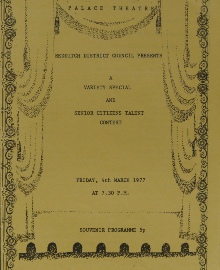 PALACE THEATRE
REDDITCH DISTRICT COUNCIL PRESENTS
A
VARIETY SPECIAL
AND
SENIOR CITIZENS TALENT
CONTEST
FRIDAY, 4th MARCH 1977
AT 7.30 P.M.
SOUVENIR PROGRAMME 5p